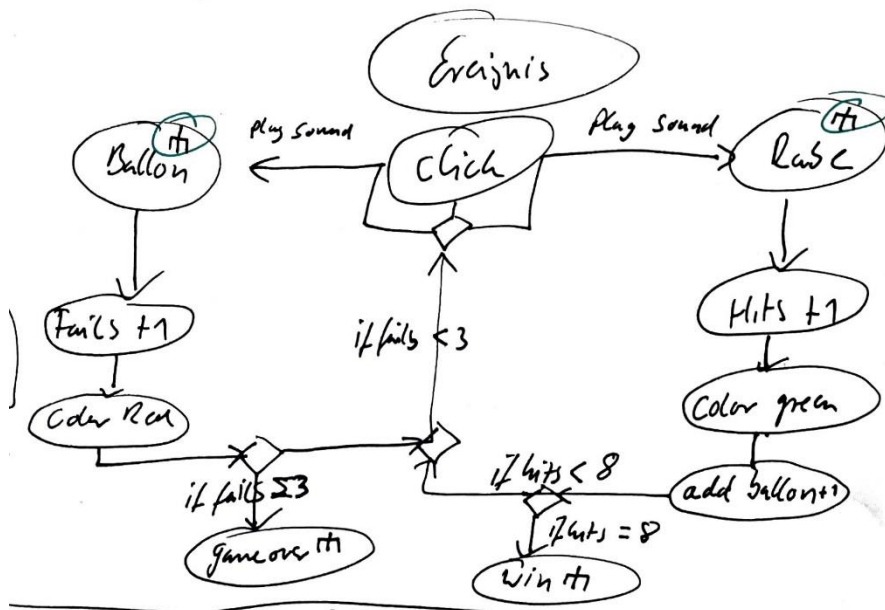 Ereignis
Ballon
play sound
click
play sound
Rabe
Fails +1
if fails < 3
Hits +1
Color Red
Color green
if fails ≥3
if hits < 8
add ballon+1
gameover
if hits = 8
win